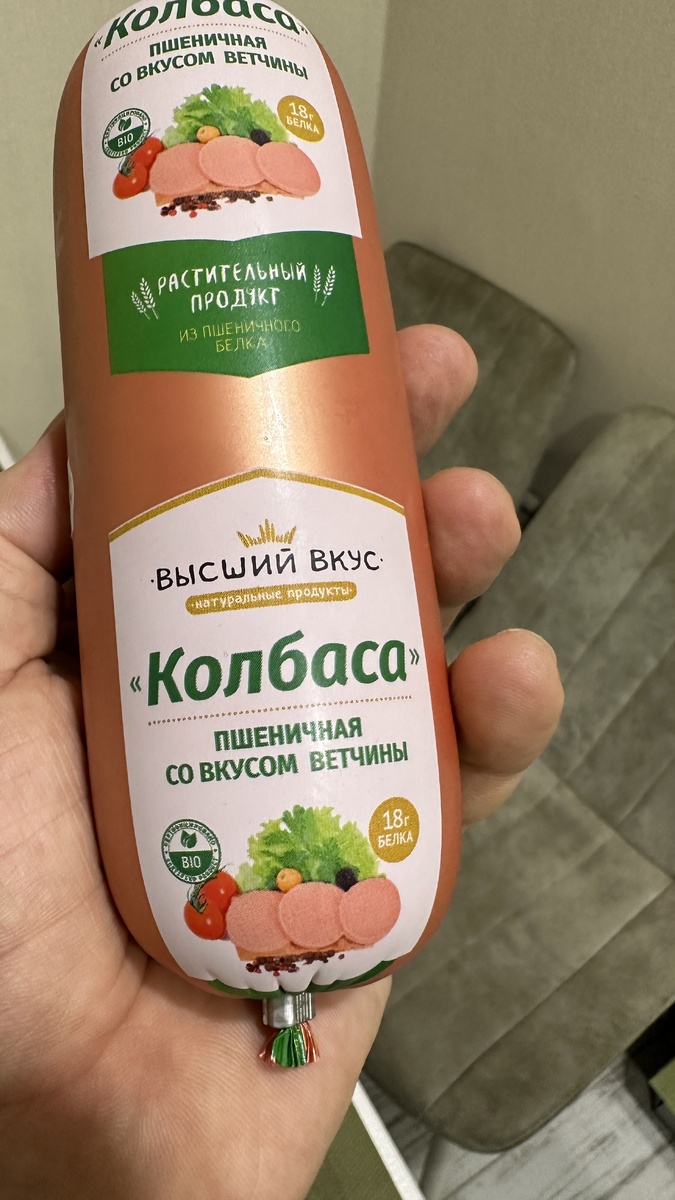 «Колбаса»
ПШЕНИЧНАЯ
СО ВКУСОМ ВЕТЧИНЫ
BIO
18г
БЕЛКА
РАСТИТЕЛЬНЫЙ
ПРОДУКТ
ИЗ ПШЕНИЧНОГО
БЕЛКА
·ВЫСШИЙ ВКУС·
·натуральные продукты·
«Колбаса»
ПШЕНИЧНАЯ
СО ВКУСОМ ВЕТЧИНЫ
18г
БЕЛКА
BIO